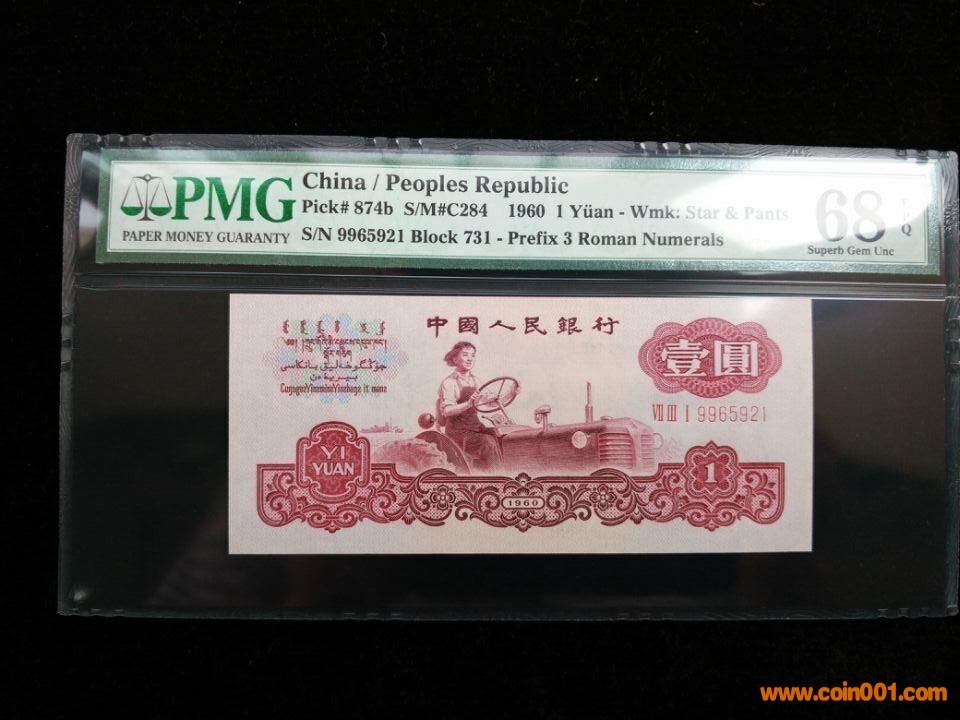 PMG
PAPER MONEY GUARANTY
China / Peoples Republic
Pick# 874b S/M#C284 1960 1 Yüan - Wmk: Star & Pants
S/N 9965921 Block 731 - Prefix 3 Roman Numerals
68 EPQ
Superb Gem Unc
中國人民銀行
壹圓
VII III I 9965921
YI
YUAN
1960
1
www.coin001.com